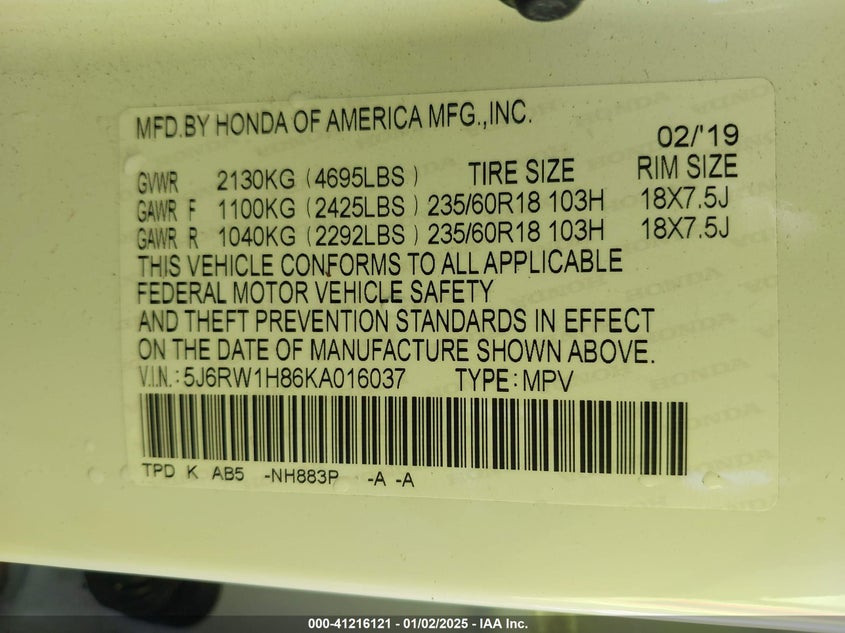 MFD.BY HONDA OF AMERICA MFG.,INC.
02/'19
GVWR 2130KG (4695LBS) TIRE SIZE RIM SIZE
GAWR F 1100KG (2425LBS) 235/60R18 103H 18X7.5J
GAWR R 1040KG (2292LBS) 235/60R18 103H 18X7.5J
THIS VEHICLE CONFORMS TO ALL APPLICABLE
FEDERAL MOTOR VEHICLE SAFETY
AND THEFT PREVENTION STANDARDS IN EFFECT
ON THE DATE OF MANUFACTURE SHOWN ABOVE.
V.I.N.: 5J6RW1H86KA016037 TYPE: MPV
TPD K AB5 -NH883P -A -A
000-41216121 - 01/02/2025 - IAA Inc.